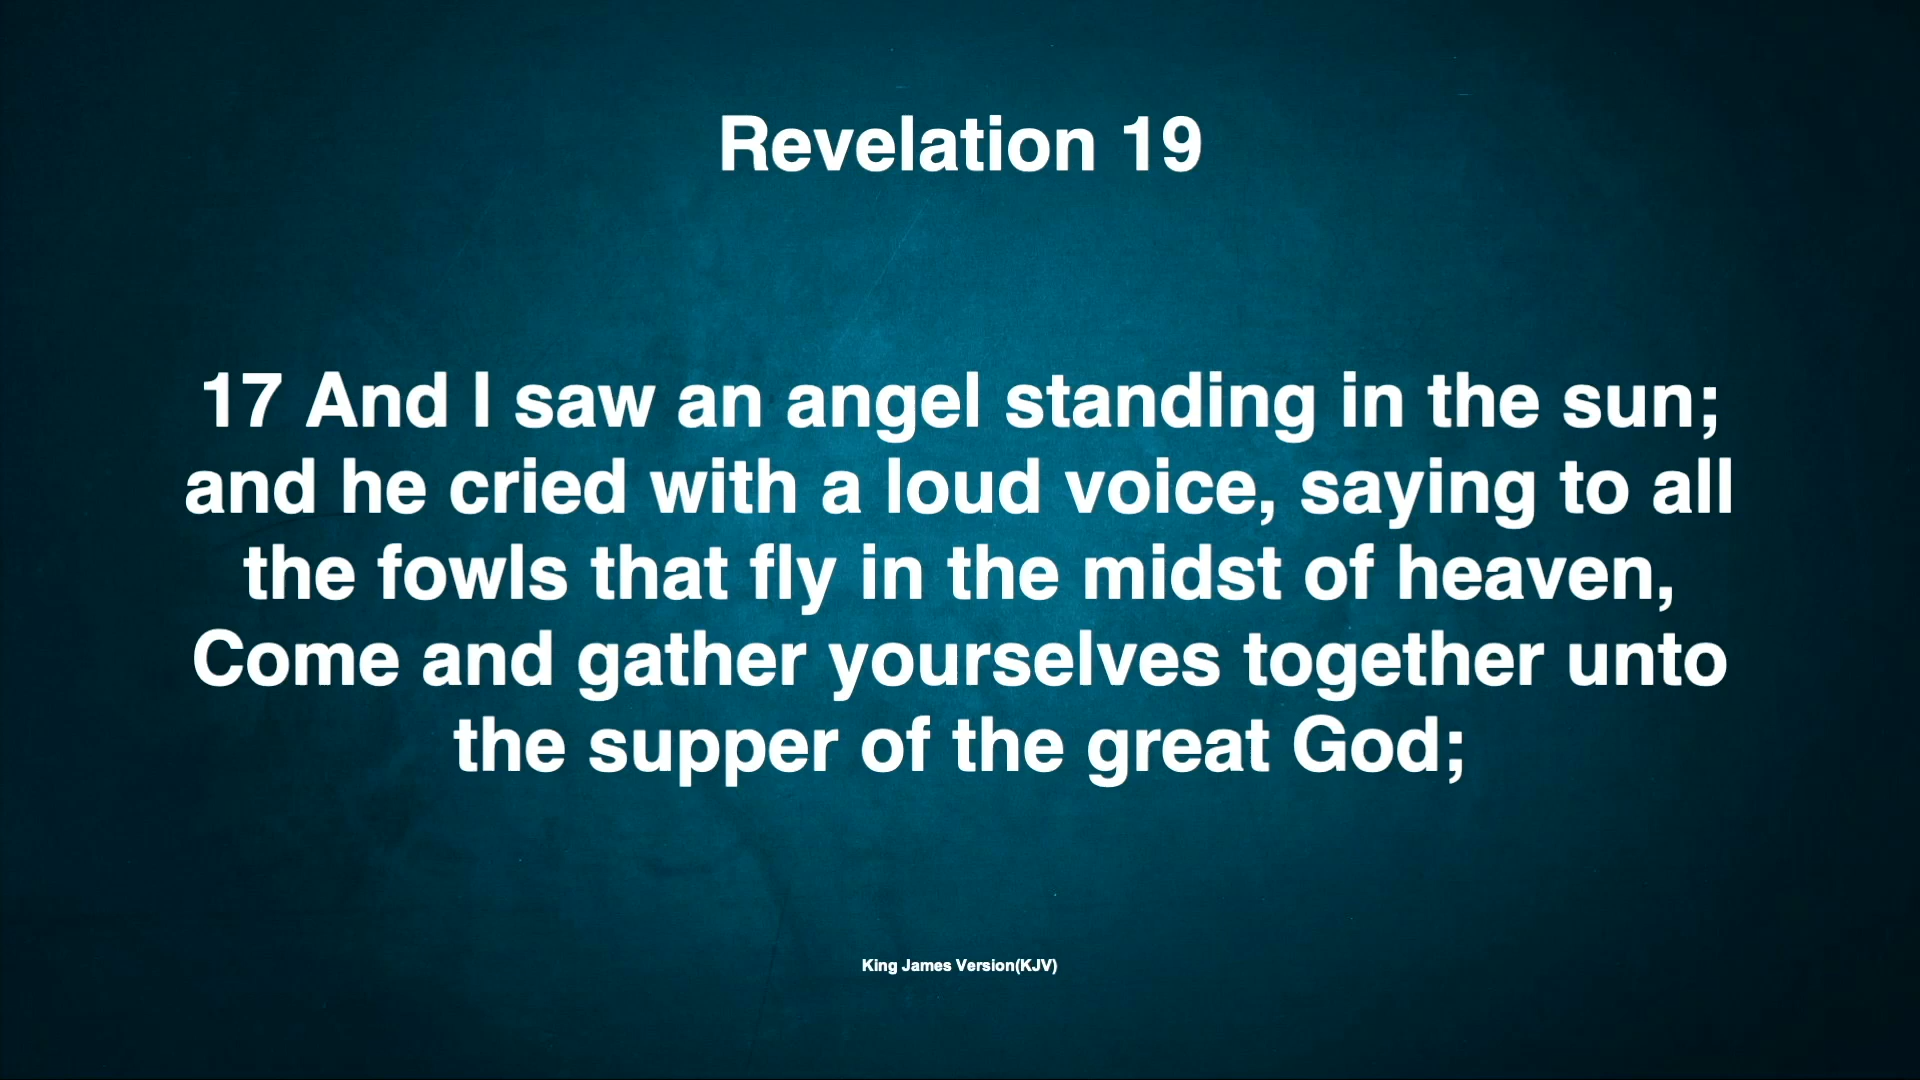 Revelation 19
17 And I saw an angel standing in the sun;
and he cried with a loud voice, saying to all
the fowls that fly in the midst of heaven,
Come and gather yourselves together unto
the supper of the great God;
King James Version(KJV)